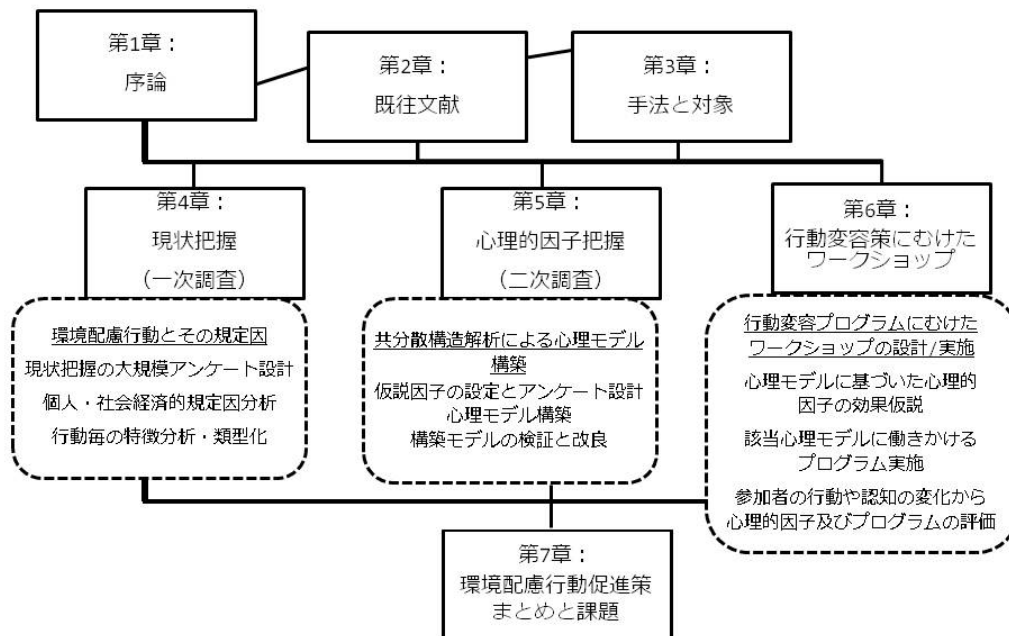 第1章：
序論
第2章：
既往文献
第3章：
手法と対象
第4章：
現状把握
（一次調査）
環境配慮行動とその規定因
現状把握の大規模アンケート設計
個人・社会経済的規定因分析
行動毎の特徴分析・類型化
第5章：
心理的因子把握
（二次調査）
共分散構造解析による心理モデル
構築
仮説因子の設定とアンケート設計
心理モデル構築
構築モデルの検証と改良
第6章：
行動変容策にむけた
ワークショップ
行動変容プログラムにむけた
ワークショップの設計/実施
心理モデルに基づいた心理的
因子の効果仮説
該当心理モデルに働きかける
プログラム実施
参加者の行動や認知の変化から
心理的因子及びプログラムの評価
第7章：
環境配慮行動促進策
まとめと課題